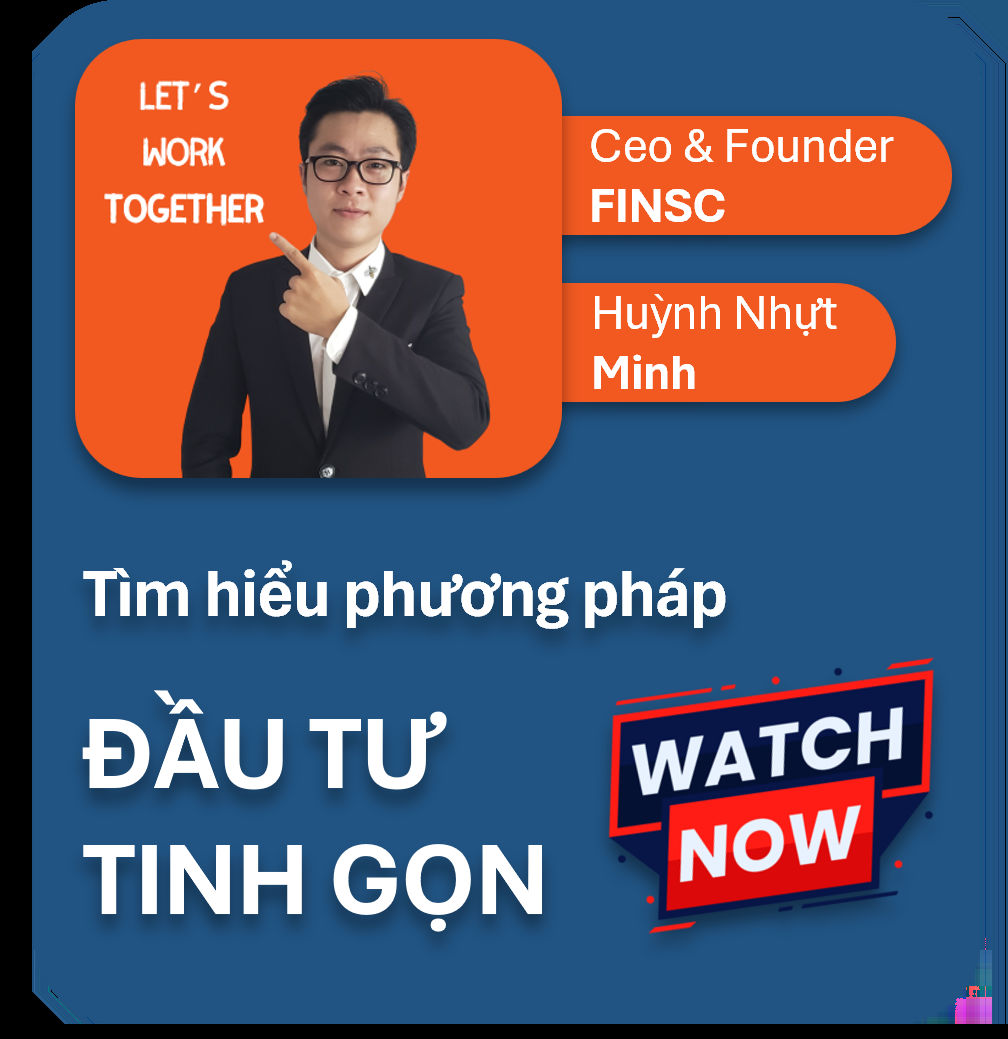 LET'S
WORK
TOGETHER
Ceo & Founder
FINSC
Huỳnh Nhựt
Minh
Tìm hiểu phương pháp
ĐẦU TƯ
TINH GỌN
WATCH
NOW